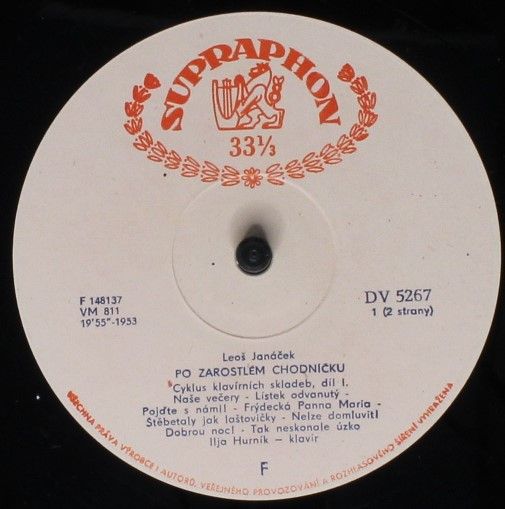 SUPRAPHON
33⅓
F 148137
VM 811
19'55"-1953
DV 5267
1 (2 strany)
Leoš Janáček
PO ZAROSTLÉM CHODNÍČKU
Cyklus klavírních skladeb, díl I.
Naše večery - Lístek odvanutý -
Pojďte s námi! - Frýdecká Panna Maria -
Štěbetaly jak laštovičky - Nelze domluvit!
Dobrou noc! - Tak neskonale úzko
Ilja Hurník — klavír
F
VŠECHNA PRÁVA VÝROBCE I AUTORŮ, VEŘEJNÉHO PROVOZOVÁNÍ A ROZHLASOVÉHO ŠÍŘENÍ VYHRAŽENA